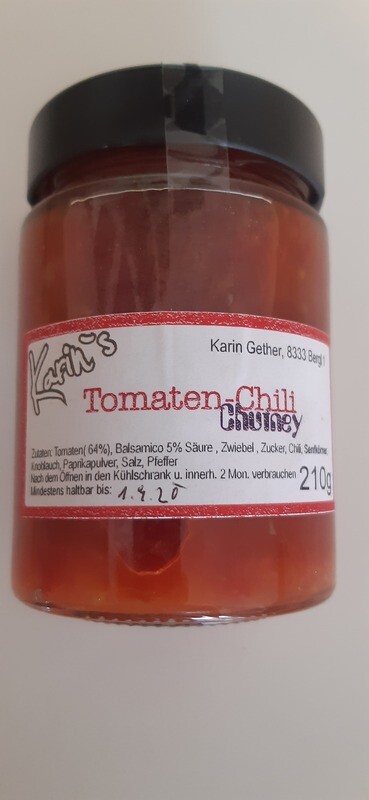 Karin's
Karin Gether, 8333 Bergl 1
Tomaten-Chili
Chutney
Zutaten: Tomaten( 64%), Balsamico 5% Säure , Zwiebel , Zucker, Chili, Senfkörner,
Knoblauch, Paprikapulver, Salz, Pfeffer
Nach dem Öffnen in den Kühlschrank u. innerh. 2 Mon. verbrauchen
210g
Mindestens haltbar bis: 1.9.20